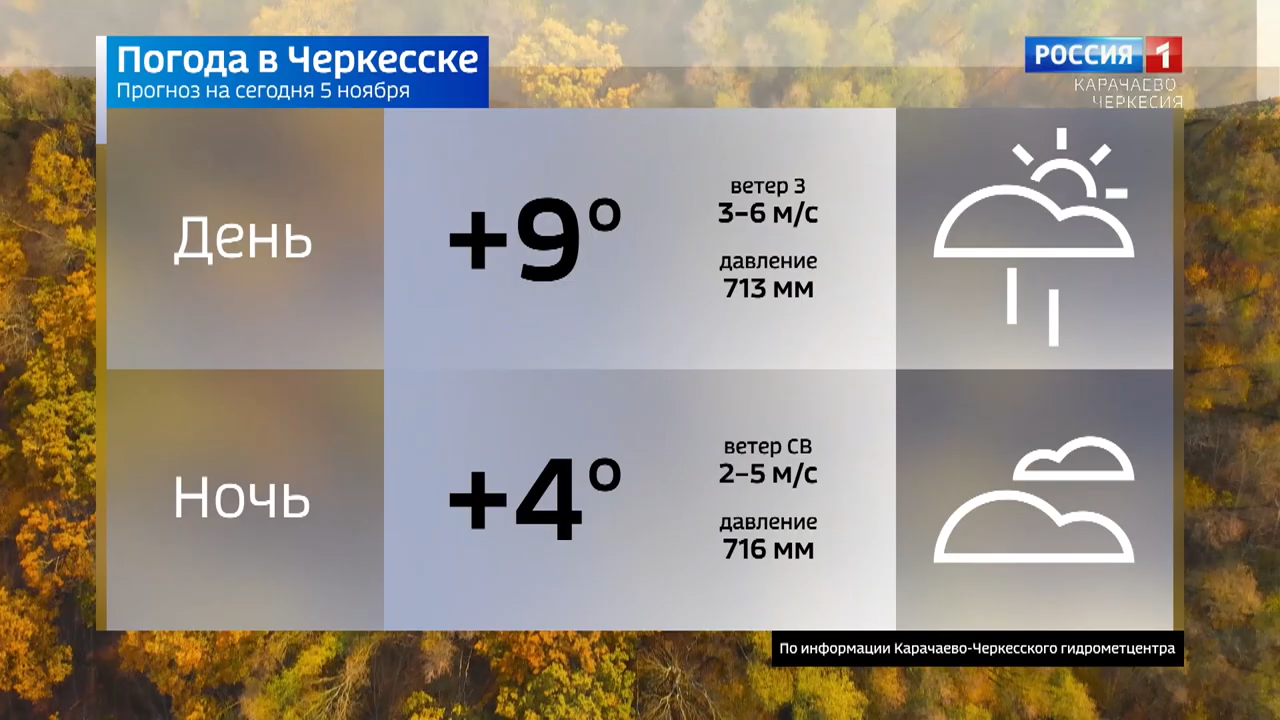 Погода в Черкесске
Прогноз на сегодня 5 ноября
РОССИЯ 1
КАРАЧАЕВО-
ЧЕРКЕСИЯ
День
+9°
ветер З
3–6 м/с
давление
713 мм
Ночь
+4°
ветер СВ
2–5 м/с
давление
716 мм
По информации Карачаево-Черкесского гидрометцентра